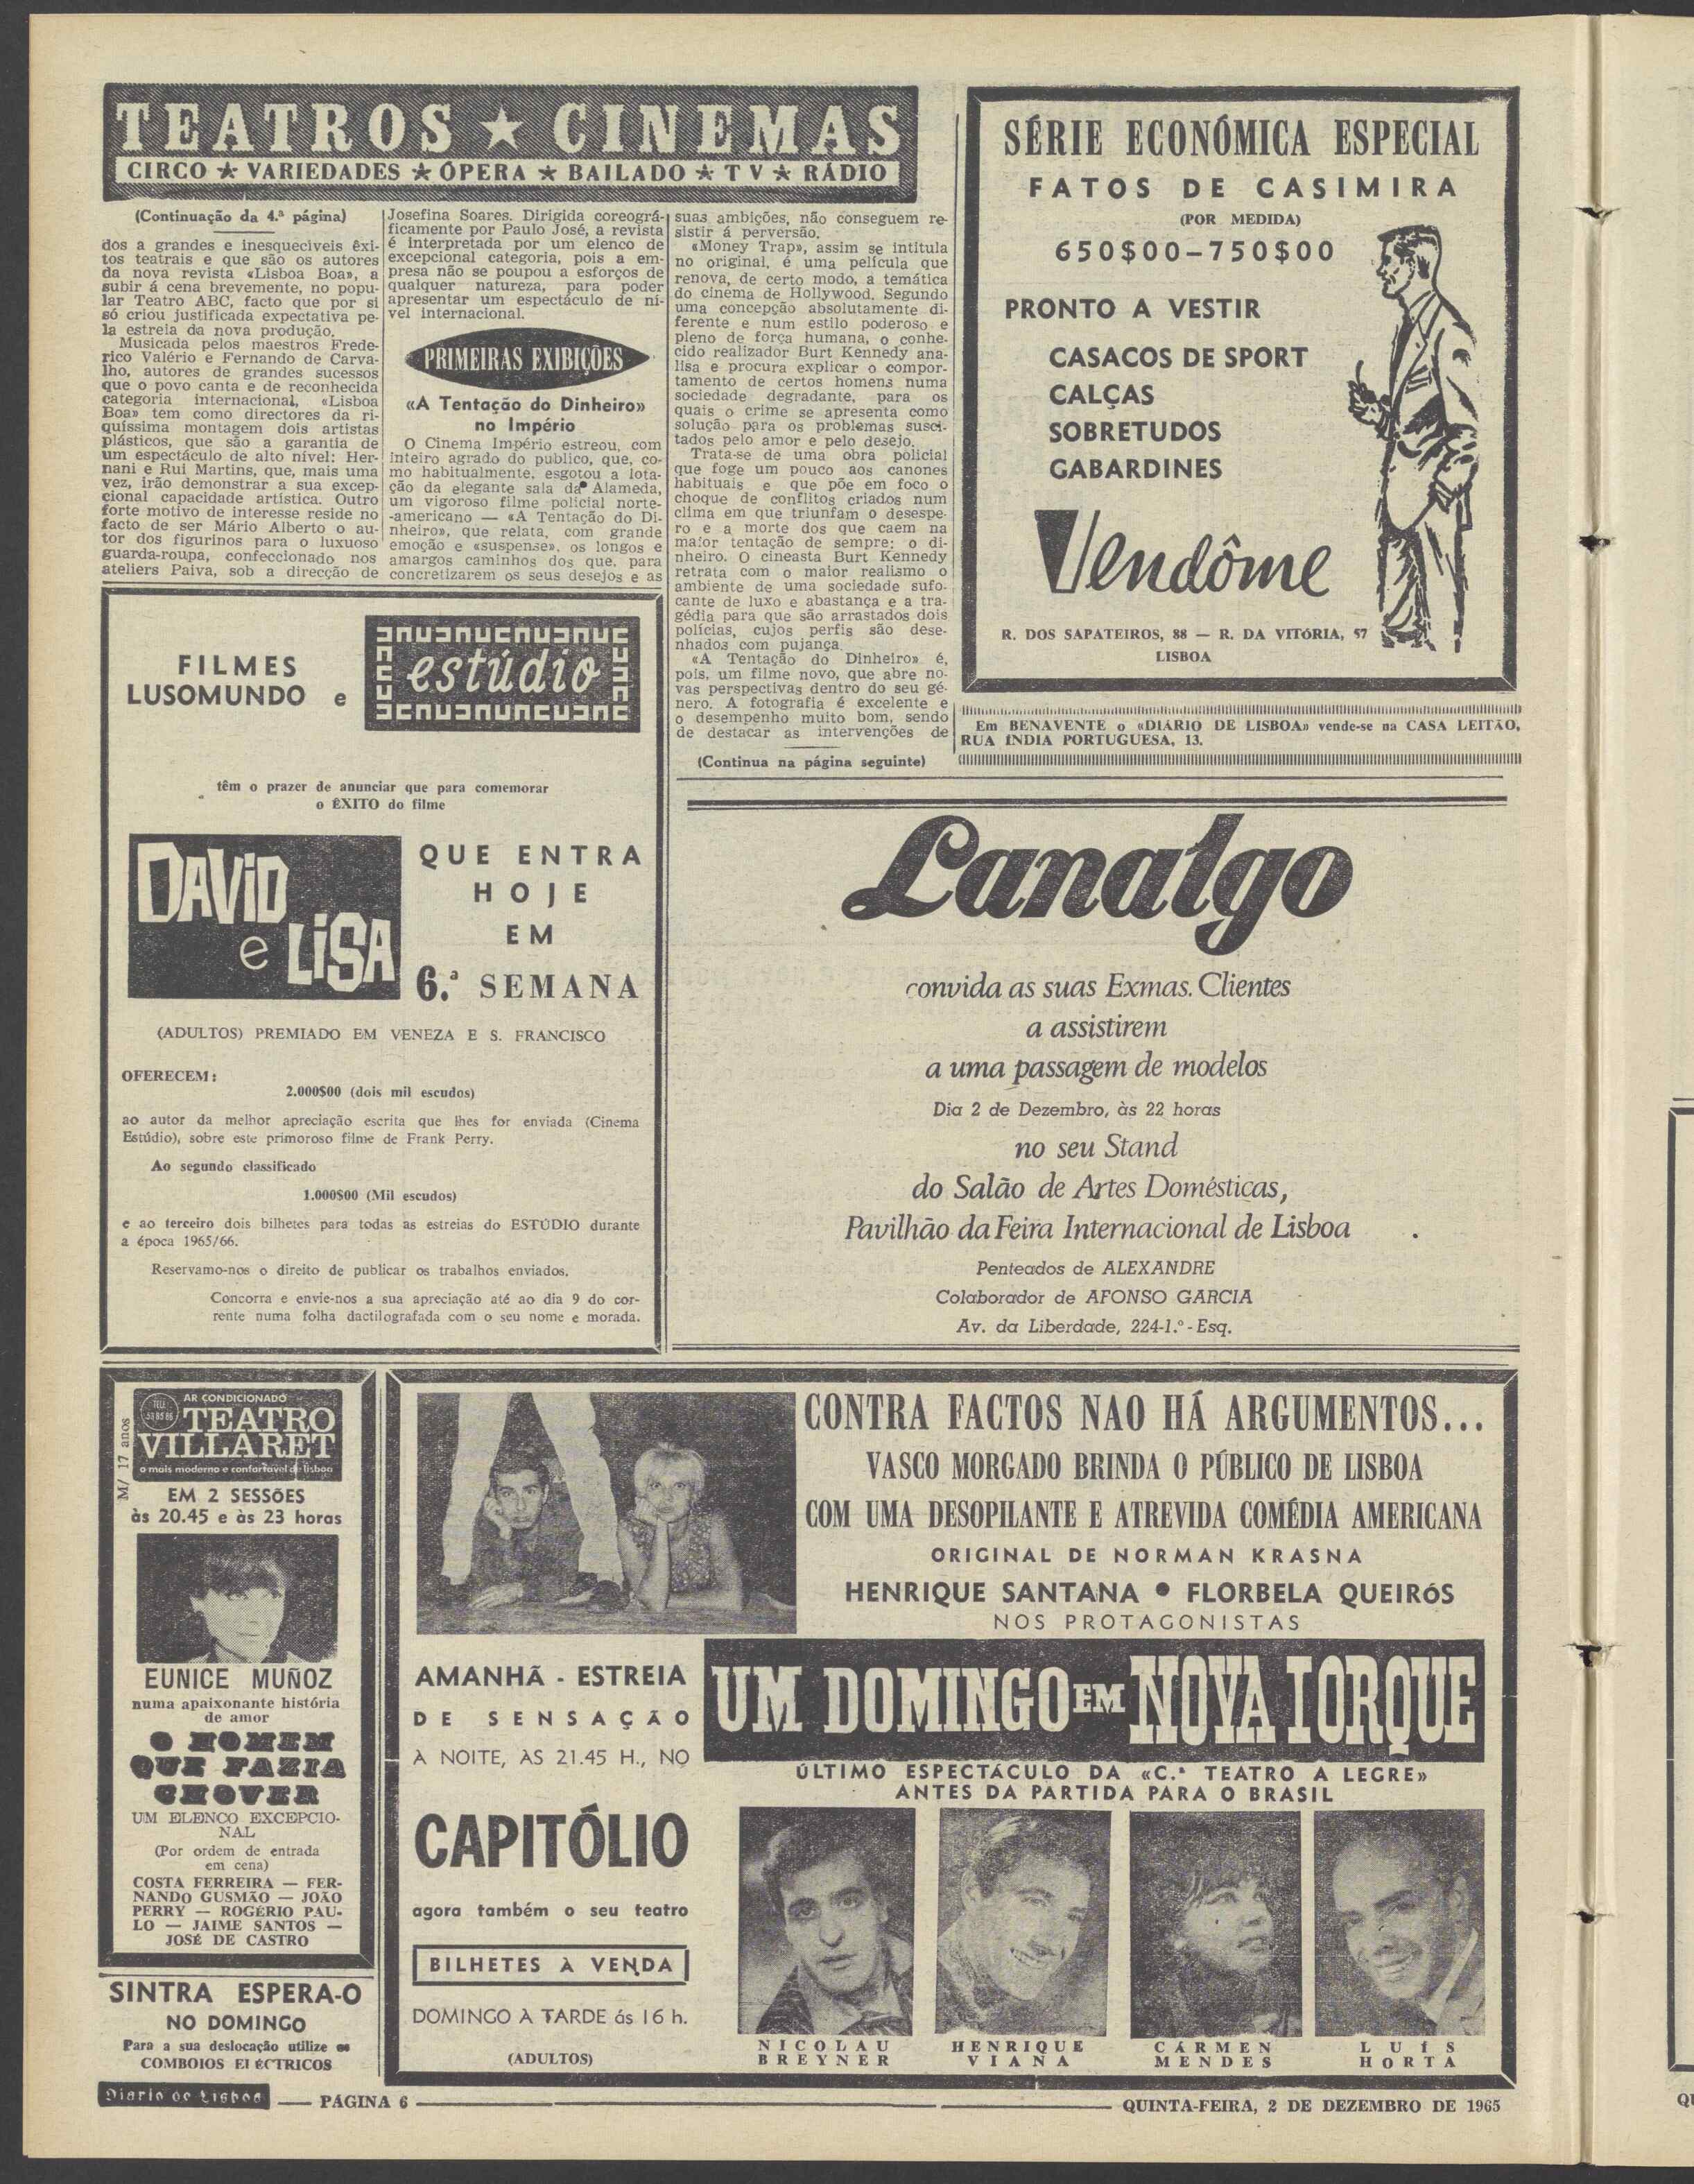 TEATROS ★ CINEMAS
CIRCO ★ VARIEDADES ★ ÓPERA ★ BAILADO ★ T V ★ RÁDIO
(Continuação da 4.ª página)
dos a grandes e inesquecíveis êxi-
tos teatrais e que são os autores
da nova revista «Lisboa Boa», a
subir á cena brevemente, no popu-
lar Teatro ABC, facto que por si
só criou justificada expectativa pe-
la estreia da nova produção.
Musicada pelos maestros Frede-
rico Valério e Fernando de Carva-
lho, autores de grandes sucessos
que o povo canta e de reconhecida
categoria internacional, «Lisboa
Boa» tem como directores da ri-
quíssima montagem dois artistas
plásticos, que são a garantia de
um espectáculo de alto nível: Her-
nani e Rui Martins, que, mais uma
vez, irão demonstrar a sua excep-
cional capacidade artística. Outro
forte motivo de interesse reside no
facto de ser Mário Alberto o au-
tor dos figurinos para o luxuoso
guarda-roupa, confeccionado nos
ateliers Paiva, sob a direcção de
Josefina Soares. Dirigida coreográ-
ficamente por Paulo José, a revista
é interpretada por um elenco de
excepcional categoria, pois a em-
presa não se poupou a esforços de
qualquer natureza, para poder
apresentar um espectáculo de ní-
vel internacional.
PRIMEIRAS EXIBIÇÕES
«A Tentação do Dinheiro»
no Império
O Cinema Império estreou, com
inteiro agrado do publico, que, co-
mo habitualmente, esgotou a lota-
ção da elegante sala da Alameda,
um vigoroso filme policial norte-
-americano — «A Tentação do Di-
nheiro», que relata, com grande
emoção e «suspense», os longos e
amargos caminhos dos que, para
concretizarem os seus desejos e as
suas ambições, não conseguem re-
sistir á perversão.
«Money Trap», assim se intitula
no original, é uma película que
renova, de certo modo, a temática
do cinema de Hollywood. Segundo
uma concepção absolutamente di-
ferente e num estilo poderoso e
pleno de força humana, o conhe-
cido realizador Burt Kennedy ana-
lisa e procura explicar o compor-
tamento de certos homens numa
sociedade degradante, para os
quais o crime se apresenta como
solução para os problemas susci-
tados pelo amor e pelo desejo.
Trata-se de uma obra policial
que foge um pouco aos canones
habituais e que põe em foco o
choque de conflitos criados num
clima em que triunfam o desespe-
ro e a morte dos que caem na
maior tentação de sempre: o di-
nheiro. O cineasta Burt Kennedy
retrata com o maior realismo o
ambiente de uma sociedade sufo-
cante de luxo e abastança e a tra-
gédia para que são arrastados dois
polícias, cujos perfis são dese-
nhados com pujança.
«A Tentação do Dinheiro» é,
pois, um filme novo, que abre no-
vas perspectivas dentro do seu gé-
nero. A fotografia é excelente e
o desempenho muito bom, sendo
de destacar as intervenções de
(Continua na página seguinte)
SÉRIE ECONÓMICA ESPECIAL
FATOS DE CASIMIRA
(POR MEDIDA)
650$00–750$00
PRONTO A VESTIR
CASACOS DE SPORT
CALÇAS
SOBRETUDOS
GABARDINES
Vendôme
R. DOS SAPATEIROS, 88 — R. DA VITÓRIA, 57
LISBOA
Em BENAVENTE o «DIÁRIO DE LISBOA» vende-se na CASA LEITÃO,
RUA INDIA PORTUGUESA, 13.
FILMES
LUSOMUNDO e
estúdio
têm o prazer de anunciar que para comemorar
o ÊXITO do filme
DAVID
e LISA
QUE ENTRA
HOJE
EM
6.ª SEMANA
(ADULTOS) PREMIADO EM VENEZA E S. FRANCISCO
OFERECEM:
2.000$00 (dois mil escudos)
ao autor da melhor apreciação escrita que lhes for enviada (Cinema
Estúdio), sobre este primoroso filme de Frank Perry.
Ao segundo classificado
1.000$00 (Mil escudos)
e ao terceiro dois bilhetes para todas as estreias do ESTÚDIO durante
a época 1965/66.
Reservamo-nos o direito de publicar os trabalhos enviados.
Concorra e envie-nos a sua apreciação até ao dia 9 do cor-
rente numa folha dactilografada com o seu nome e morada.
Lanalgo
convida as suas Exmas. Clientes
a assistirem
a uma passagem de modelos
Dia 2 de Dezembro, às 22 horas
no seu Stand
do Salão de Artes Domésticas,
Pavilhão da Feira Internacional de Lisboa
Penteados de ALEXANDRE
Colaborador de AFONSO GARCIA
Av. da Liberdade, 224-1.º - Esq.
M/ 17 anos
AR CONDICIONADO
TELE
53 85 86
TEATRO
VILLARET
o mais moderno e confortável de lisboa
EM 2 SESSÕES
às 20.45 e às 23 horas
EUNICE MUÑOZ
numa apaixonante história
de amor
O HOMEM
QUE FAZIA
CHOVER
UM ELENCO EXCEPCIO-
NAL
(Por ordem de entrada
em cena)
COSTA FERREIRA — FER-
NANDO GUSMÃO — JOÃO
PERRY — ROGÉRIO PAU-
LO — JAIME SANTOS —
JOSÉ DE CASTRO
SINTRA ESPERA-O
NO DOMINGO
Para a sua deslocação utilize os
COMBOIOS ELÉCTRICOS
CONTRA FACTOS NAO HÁ ARGUMENTOS...
VASCO MORGADO BRINDA O PÚBLICO DE LISBOA
COM UMA DESOPILANTE E ATREVIDA COMÉDIA AMERICANA
ORIGINAL DE NORMAN KRASNA
HENRIQUE SANTANA ● FLORBELA QUEIRÓS
NOS PROTAGONISTAS
AMANHÃ - ESTREIA
DE SENSAÇÃO
À NOITE, ÀS 21.45 H., NO
CAPITÓLIO
agora também o seu teatro
BILHETES À VENDA
DOMINGO À TARDE ás 16 h.
(ADULTOS)
UM DOMINGO EM NOVA IORQUE
ÚLTIMO ESPECTÁCULO DA «C.ª TEATRO A LEGRE»
ANTES DA PARTIDA PARA O BRASIL
NICOLAU
BREYNER
HENRIQUE
VIANA
CÁRMEN
MENDES
LUÍS
HORTA
Diario de Lisboa — PÁGINA 6
QUINTA-FEIRA, 2 DE DEZEMBRO DE 1965
QU